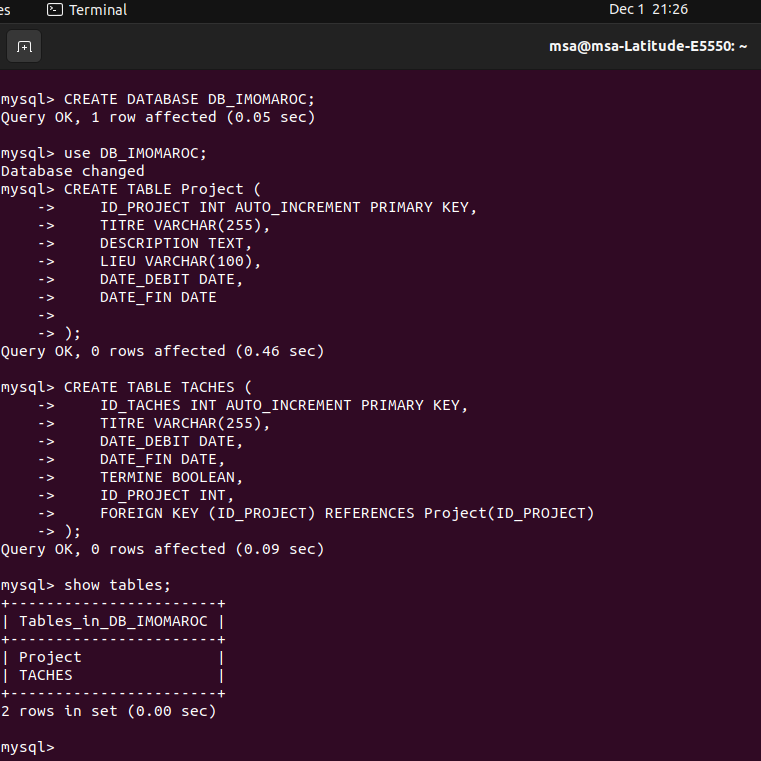 es
Terminal
Dec 1 21:26
msa@msa-Latitude-E5550: ~
mysql> CREATE DATABASE DB_IMOMAROC;
Query OK, 1 row affected (0.05 sec)
mysql> use DB_IMOMAROC;
Database changed
mysql> CREATE TABLE Project (
    ->     ID_PROJECT INT AUTO_INCREMENT PRIMARY KEY,
    ->     TITRE VARCHAR(255),
    ->     DESCRIPTION TEXT,
    ->     LIEU VARCHAR(100),
    ->     DATE_DEBIT DATE,
    ->     DATE_FIN DATE
    ->
    -> );
Query OK, 0 rows affected (0.46 sec)
mysql> CREATE TABLE TACHES (
    ->     ID_TACHES INT AUTO_INCREMENT PRIMARY KEY,
    ->     TITRE VARCHAR(255),
    ->     DATE_DEBIT DATE,
    ->     DATE_FIN DATE,
    ->     TERMINE BOOLEAN,
    ->     ID_PROJECT INT,
    ->     FOREIGN KEY (ID_PROJECT) REFERENCES Project(ID_PROJECT)
    -> );
Query OK, 0 rows affected (0.09 sec)
mysql> show tables;
+-----------------------+
| Tables_in_DB_IMOMAROC |
+-----------------------+
| Project               |
| TACHES                |
+-----------------------+
2 rows in set (0.00 sec)
mysql>